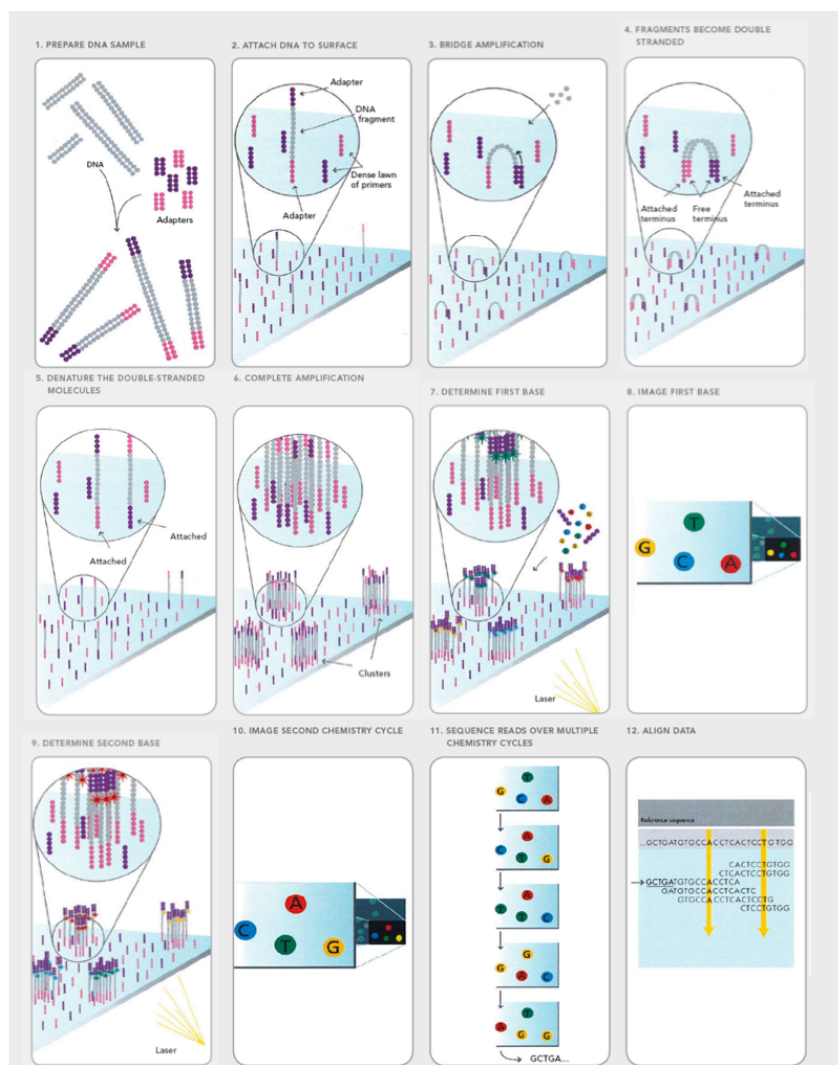 1. PREPARE DNA SAMPLE
DNA
Adapters
2. ATTACH DNA TO SURFACE
Adapter
DNA
fragment
Dense lawn
of primers
Adapter
3. BRIDGE AMPLIFICATION
4. FRAGMENTS BECOME DOUBLE
STRANDED
Attached
terminus
Free
terminus
Attached
terminus
5. DENATURE THE DOUBLE-STRANDED
MOLECULES
Attached
Attached
6. COMPLETE AMPLIFICATION
Clusters
7. DETERMINE FIRST BASE
Laser
8. IMAGE FIRST BASE
T
G
C
A
9. DETERMINE SECOND BASE
Laser
10. IMAGE SECOND CHEMISTRY CYCLE
A
C
T
G
11. SEQUENCE READS OVER MULTIPLE
CHEMISTRY CYCLES
T
G
C
A
A
C
T
G
A
T
T
C
G
G
A
C
T
A
G
G
GCTGA...
12. ALIGN DATA
Reference sequence
..GCTGATGTGCCACCTCACTCCTGTGG
CACTCCTGTGG
CTCACTCCTGTGG
GCTGATGTGCCACCTCA
GATGTGCCACCTCACTC
GTGCCACCTCACTCCTG
CTCCTGTGG